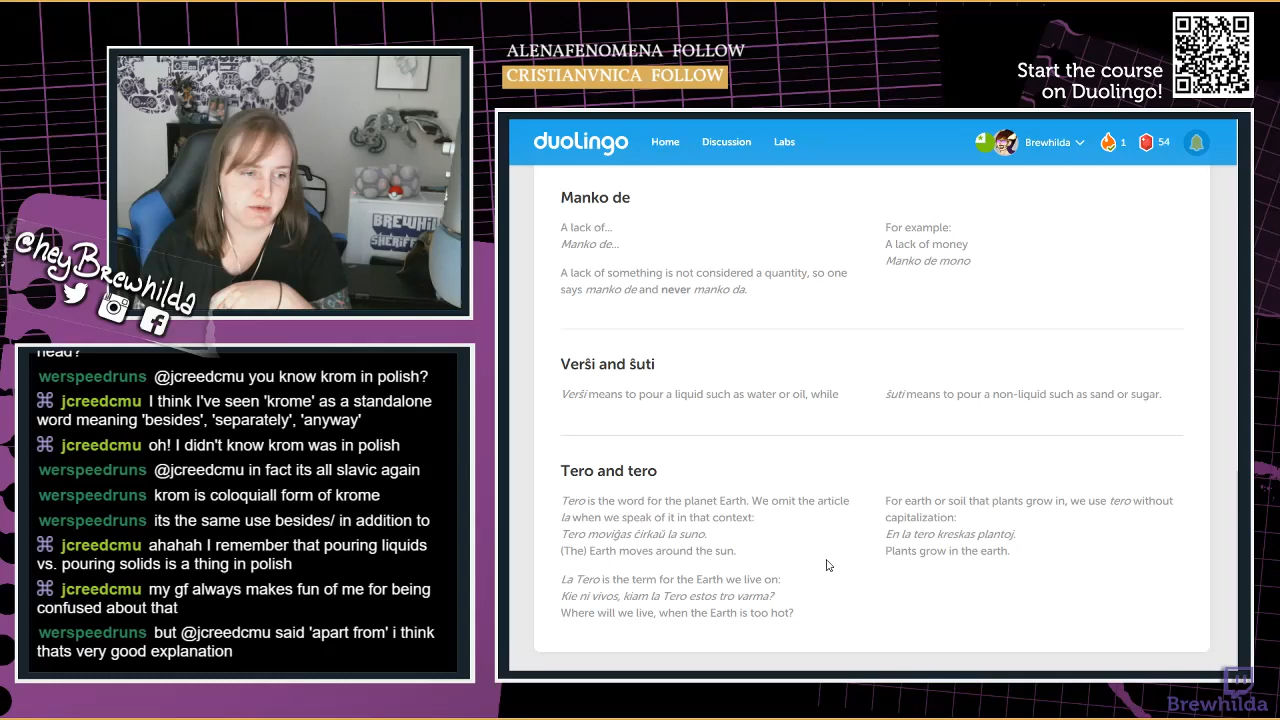 ALENAFENOMENA FOLLOW
CRISTIANVNICA FOLLOW
Start the course
on Duolingo!
@heyBrewhilda
BREWHI
SHERIFF
head?
werspeedruns @jcreedcmu you know krom in polish?
jcreedcmu I think I've seen 'krome' as a standalone
word meaning 'besides', 'separately', 'anyway'
jcreedcmu oh! I didn't know krom was in polish
werspeedruns @jcreedcmu in fact its all slavic again
werspeedruns krom is coloquiall form of krome
werspeedruns its the same use besides/ in addition to
jcreedcmu ahahah I remember that pouring liquids
vs. pouring solids is a thing in polish
jcreedcmu my gf always makes fun of me for being
confused about that
werspeedruns but @jcreedcmu said 'apart from' i think
thats very good explanation
duolingo Home Discussion Labs Brewhilda 1 54
Manko de
A lack of...
Manko de...
A lack of something is not considered a quantity, so one
says manko de and never manko da.
For example:
A lack of money
Manko de mono
Verŝi and ŝuti
Verŝi means to pour a liquid such as water or oil, while
ŝuti means to pour a non-liquid such as sand or sugar.
Tero and tero
Tero is the word for the planet Earth. We omit the article
la when we speak of it in that context:
Tero moviĝas ĉirkaŭ la suno.
(The) Earth moves around the sun.
La Tero is the term for the Earth we live on:
Kie ni vivos, kiam la Tero estos tro varma?
Where will we live, when the Earth is too hot?
For earth or soil that plants grow in, we use tero without
capitalization:
En la tero kreskas plantoj.
Plants grow in the earth.
Brewhilda